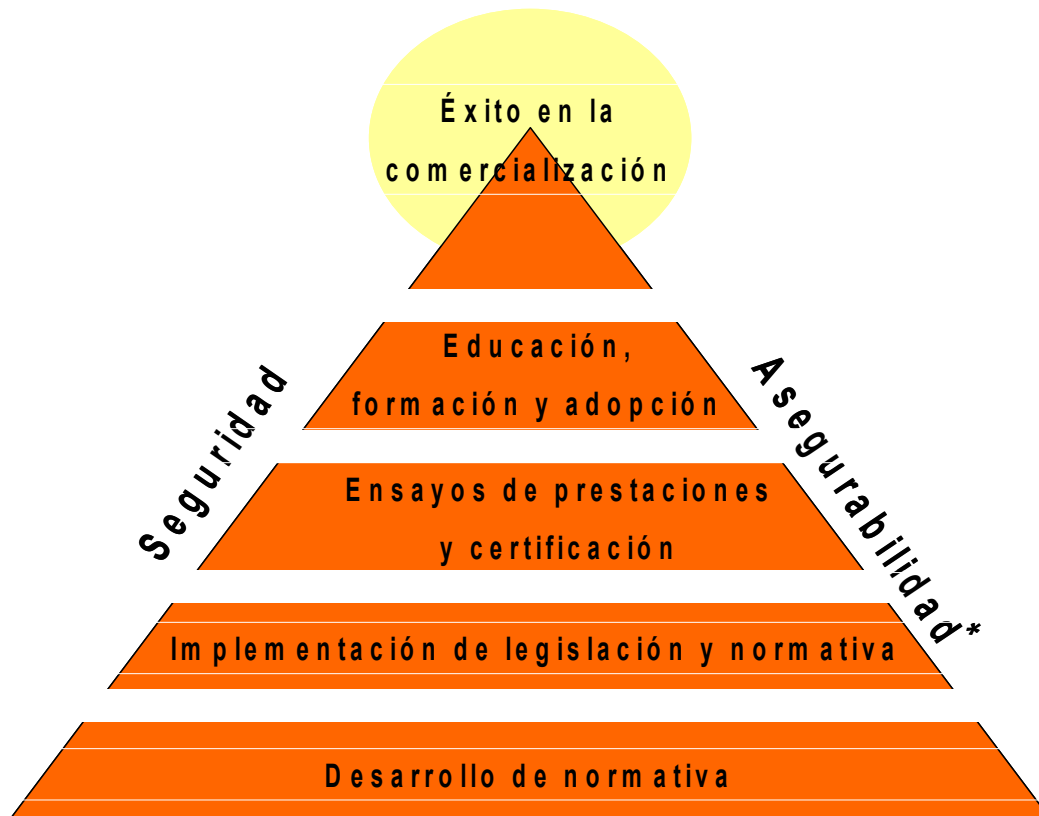 Éxito en la
comercialización
Educación,
formación y adopción
Seguridad
Asegurabilidad*
Ensayos de prestaciones
y certificación
Implementación de legislación y normativa
Desarrollo de normativa